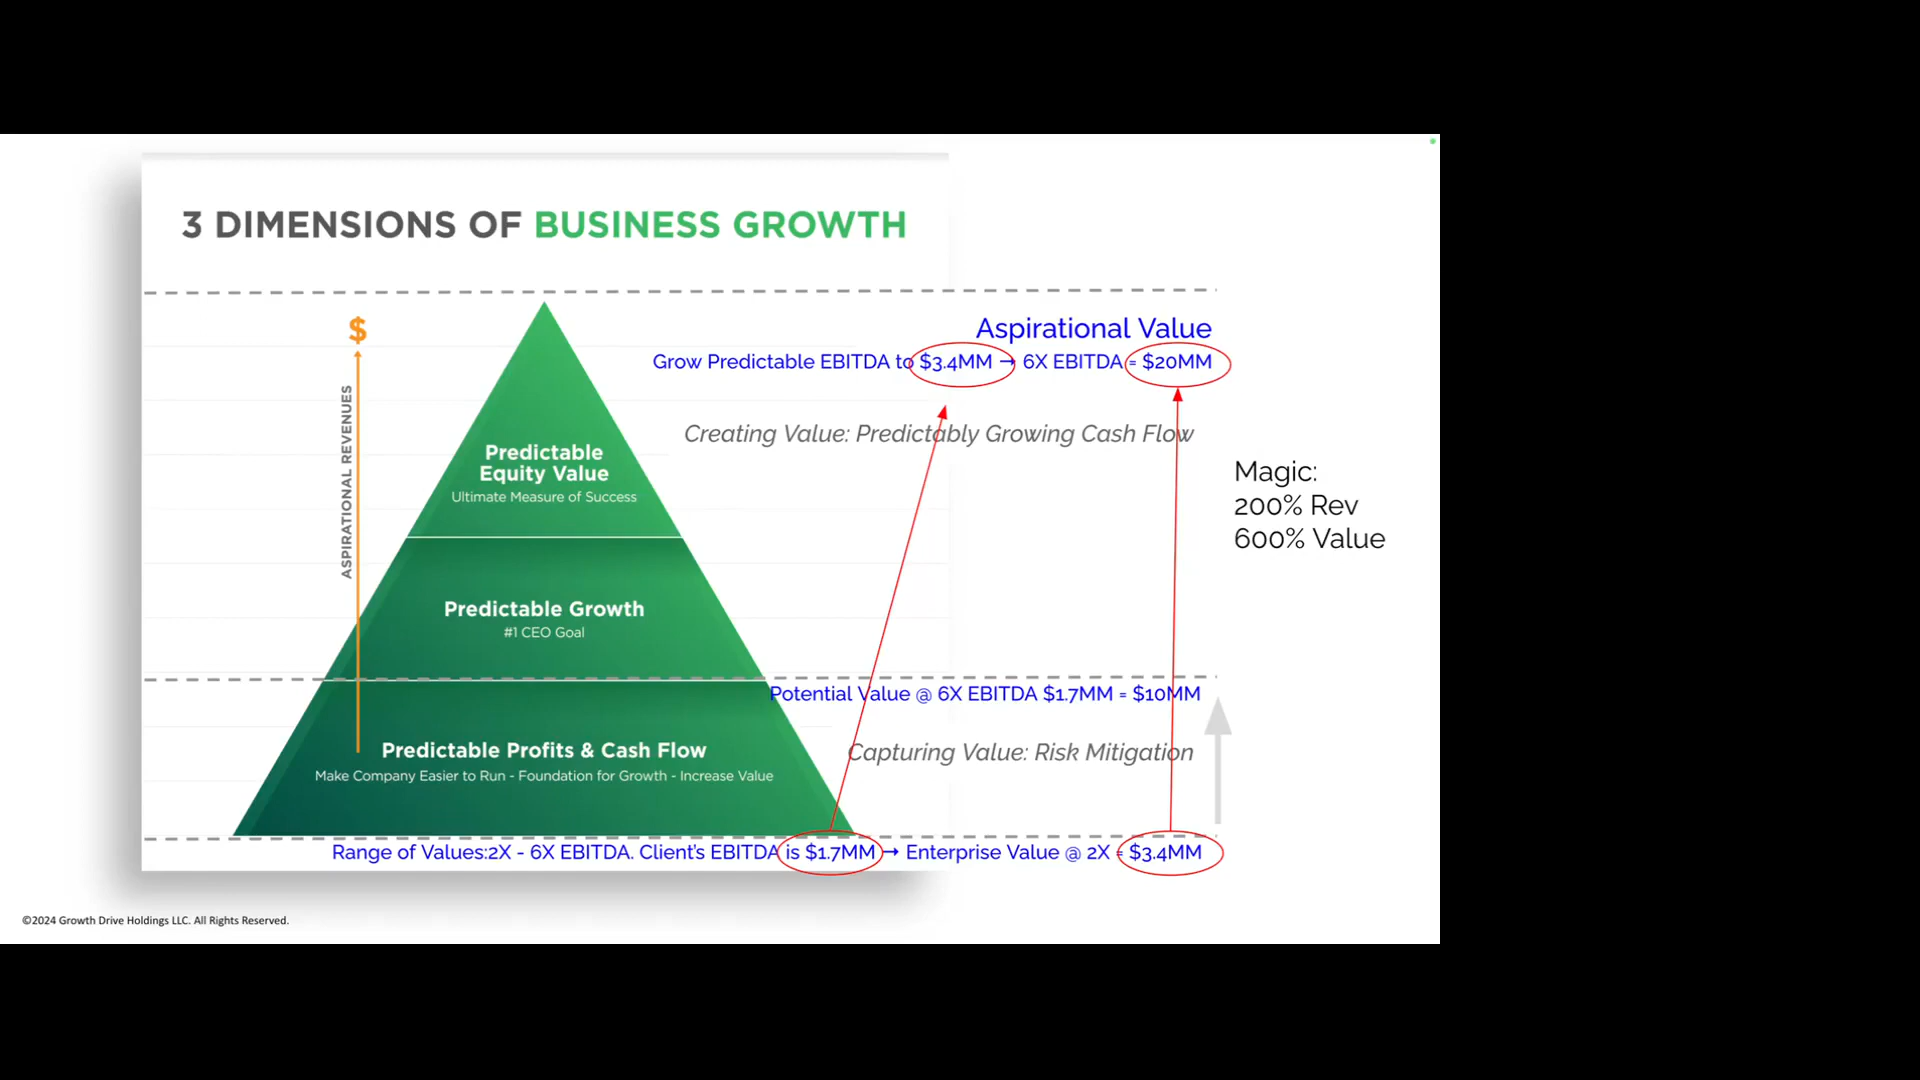 3 DIMENSIONS OF BUSINESS GROWTH
$
ASPIRATIONAL REVENUES
Aspirational Value
Grow Predictable EBITDA to $3.4MM → 6X EBITDA = $20MM
Creating Value: Predictably Growing Cash Flow
Predictable
Equity Value
Ultimate Measure of Success
Magic:
200% Rev
600% Value
Predictable Growth
#1 CEO Goal
Potential Value @ 6X EBITDA $1.7MM = $10MM
Predictable Profits & Cash Flow
Make Company Easier to Run - Foundation for Growth - Increase Value
Capturing Value: Risk Mitigation
Range of Values:2X - 6X EBITDA. Client's EBITDA is $1.7MM → Enterprise Value @ 2X = $3.4MM
©2024 Growth Drive Holdings LLC. All Rights Reserved.